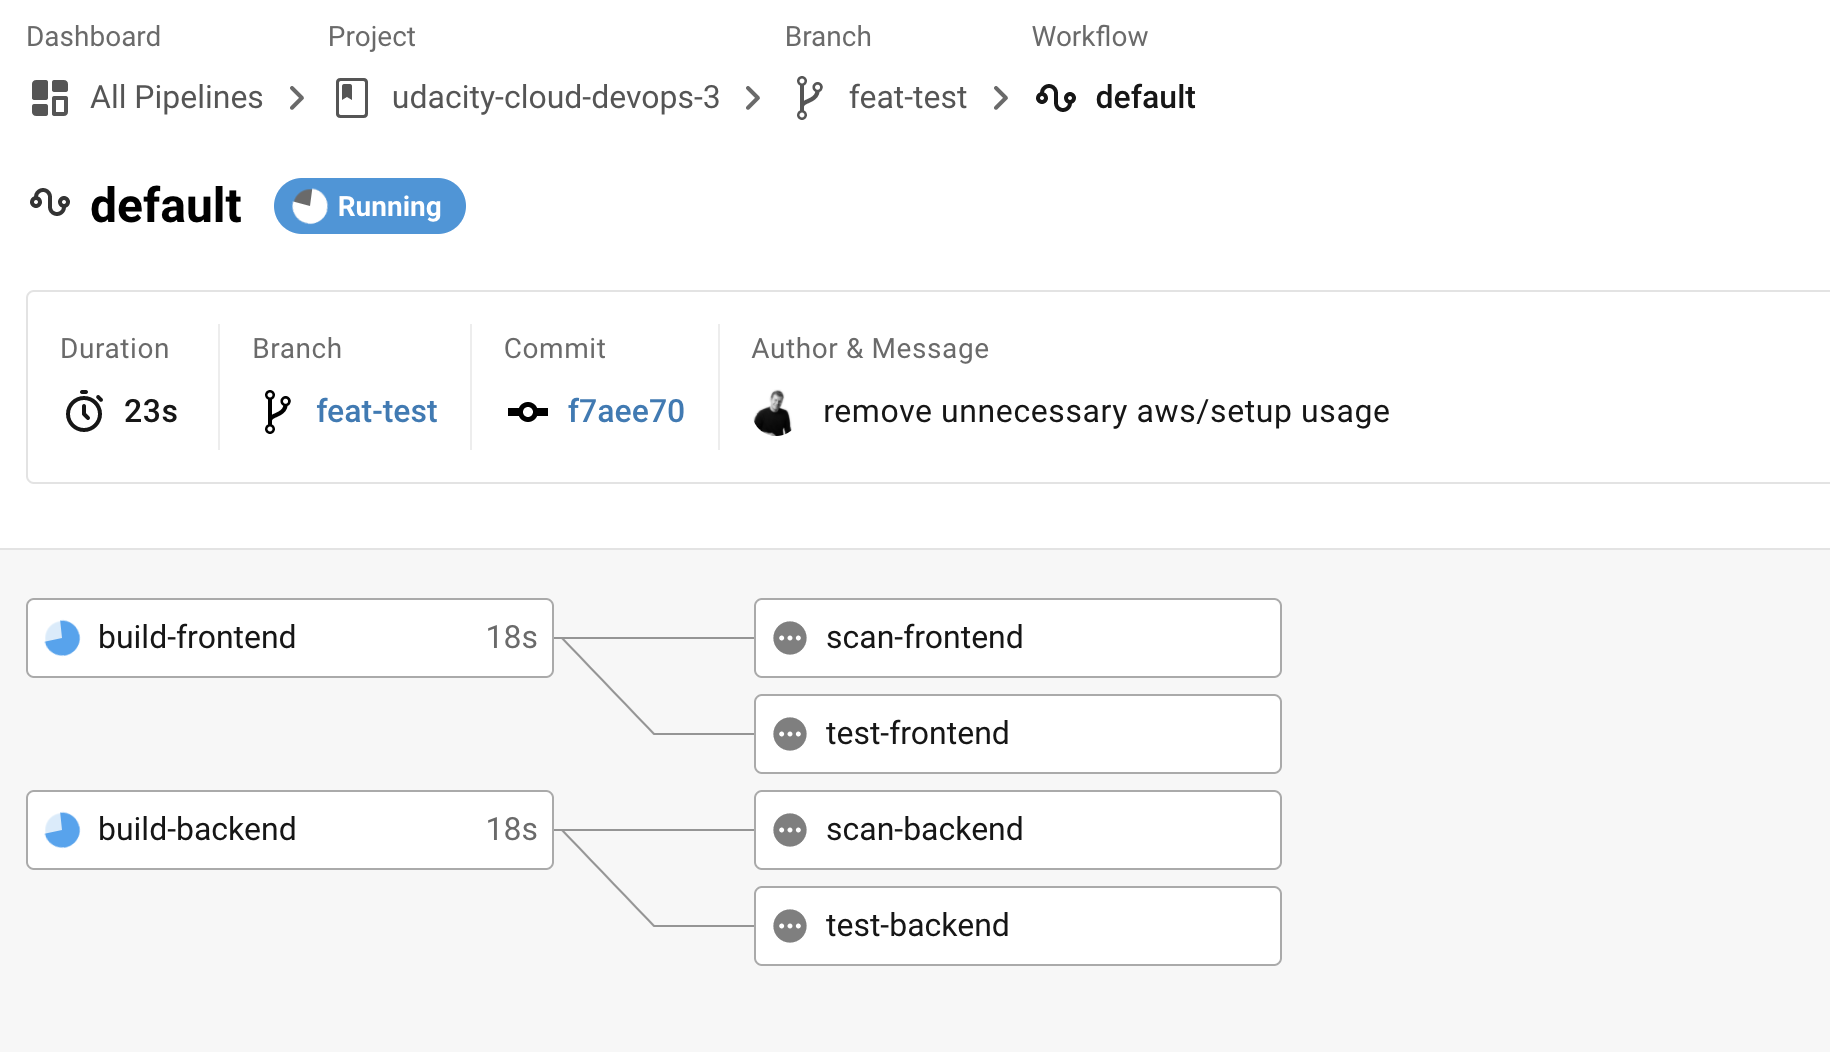 Dashboard Project Branch Workflow
All Pipelines udacity-cloud-devops-3 feat-test default
default Running
Duration Branch Commit Author & Message
23s feat-test f7aee70 remove unnecessary aws/setup usage
build-frontend 18s scan-frontend
test-frontend
build-backend 18s scan-backend
test-backend